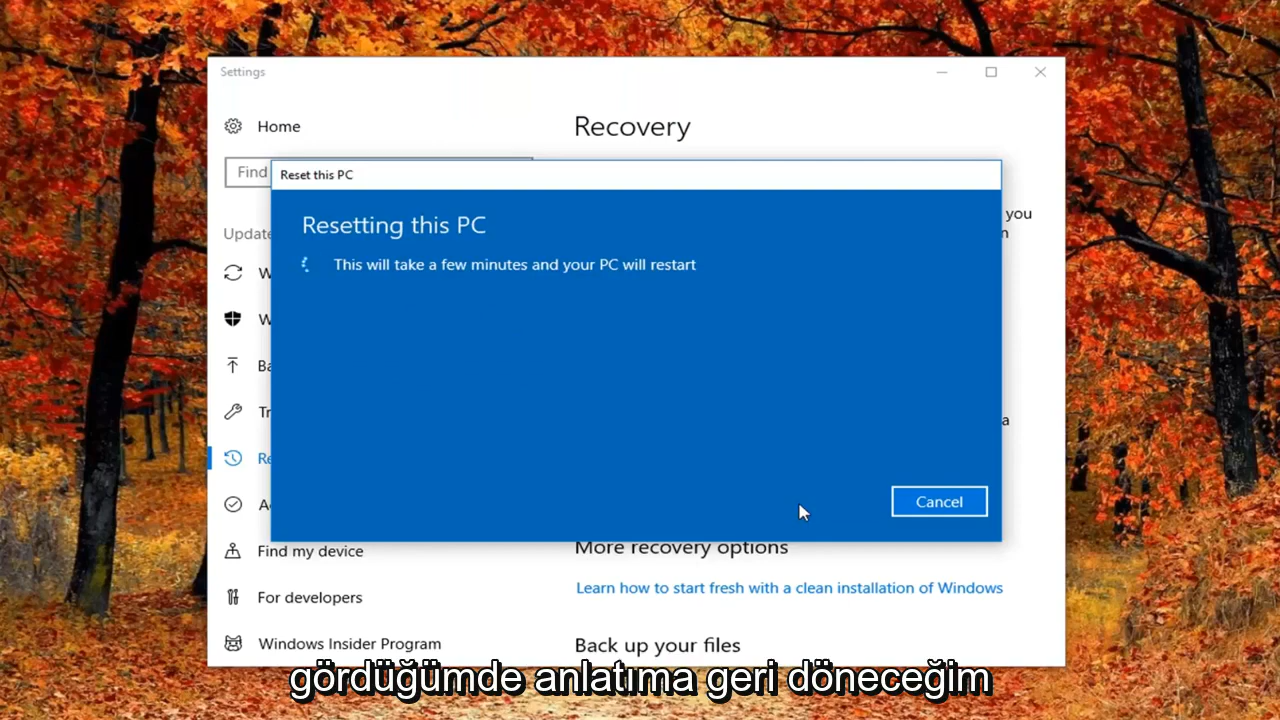 Settings
Home
Recovery
Find
Reset this PC
Resetting this PC
This will take a few minutes and your PC will restart
you
n
Update
W
W
Ba
Tr
Re
a
A
Cancel
Find my device
More recovery options
Learn how to start fresh with a clean installation of Windows
For developers
Windows Insider Program
Back up your files
gördüğümde anlatıma geri döneceğim